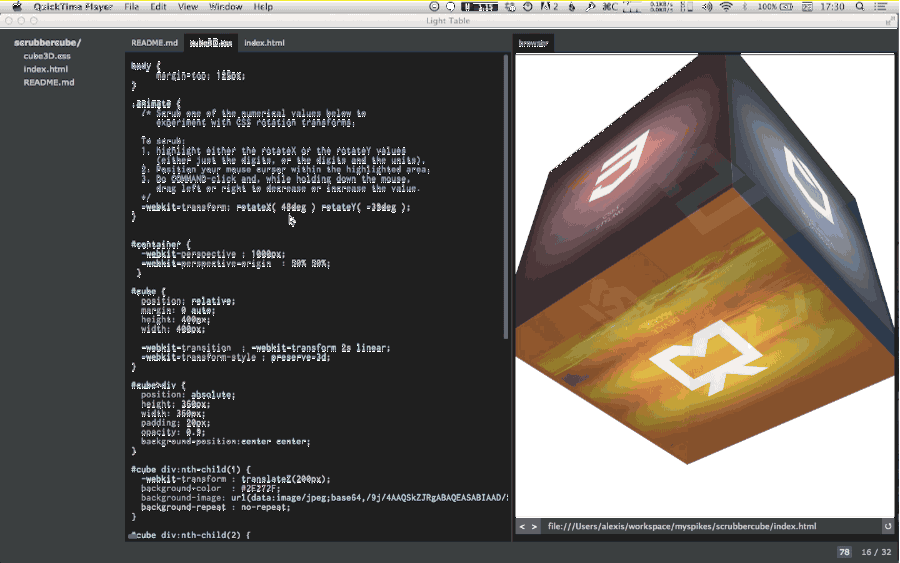 QuickTime Player File Edit View Window Help 2 100% 17:30
Light Table
scrubbercube/
cube3D.css
index.html
README.md
README.md cube3D.css index.html
browser
body {
margin-top: 
}
.animate {
/* Scrub one of the numerical values below to
experiment with CSS rotation transforms.
To scrub:
1. Highlight either the rotateX or the rotateY values
(either just the digits, or the digits and the units).
2. Position your mouse cursor within the highlighted area.
3. Do COMMAND-click and, while holding down the mouse,
drag left or right to decrease or increase the value.
*/
-webkit-transform: rotateX( ) rotateY( );
}
#container {
-webkit-perspective : 1000px;
-webkit-perspective-origin : 50% 50%;
}
#cube {
position: relative;
margin: 0 auto;
height: 400px;
width: 400px;
-webkit-transition : -webkit-transform 2s linear;
-webkit-transform-style : preserve-3d;
}
#cube>div {
position: absolute;
height: 360px;
width: 360px;
padding: 20px;
opacity: 0.9;
background-position:center center;
}
#cube div:nth-child(1) {
-webkit-transform : translateZ(200px);
background-color :
background-image: url(data:image/jpeg;base64,/9j/4AAQSkZJRgABAQEASABIAAD/
background-repeat : no-repeat;
}
#cube div:nth-child(2) {
< > file:///Users/alexis/workspace/myspikes/scrubbercube/index.html
78 16 / 32